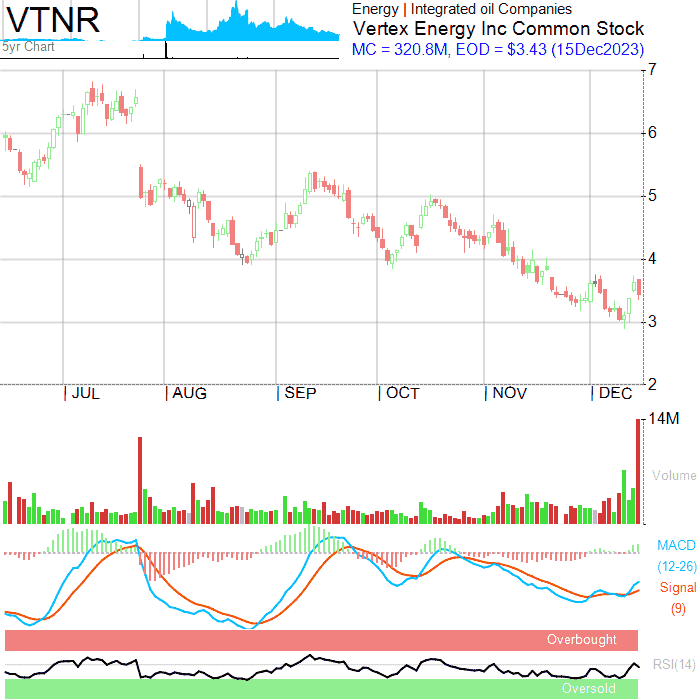 VTNR
5yr Chart
Energy | Integrated oil Companies
Vertex Energy Inc Common Stock
MC = 320.8M, EOD = $3.43 (15Dec2023)
7
6
5
4
3
2
JUL AUG SEP OCT NOV DEC
14M
Volume
MACD
(12-26)
Signal
(9)
Overbought
RSI(14)
Oversold